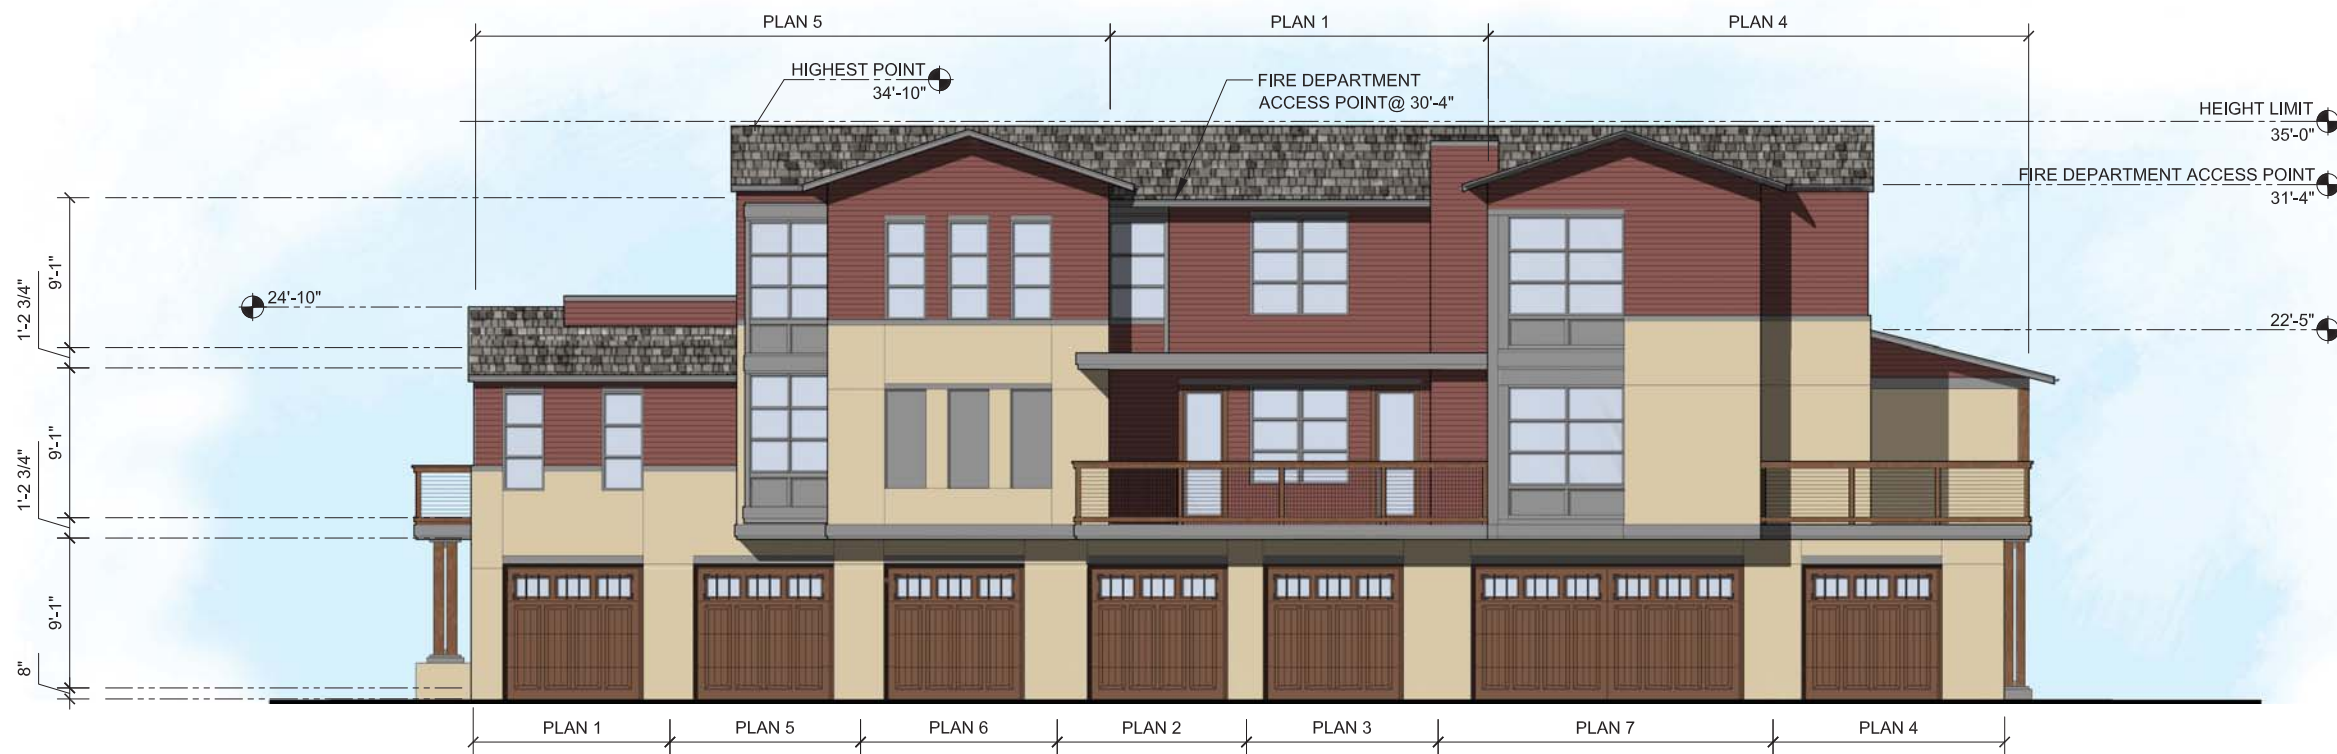 PLAN 5
PLAN 1
PLAN 4
HIGHEST POINT
34'-10"
FIRE DEPARTMENT
ACCESS POINT@ 30'-4"
HEIGHT LIMIT
35'-0"
FIRE DEPARTMENT ACCESS POINT
31'-4"
24'-10"
22'-5"
9'-1"
1'-2 3/4"
9'-1"
1'-2 3/4"
9'-1"
8"
PLAN 1
PLAN 5
PLAN 6
PLAN 2
PLAN 3
PLAN 7
PLAN 4